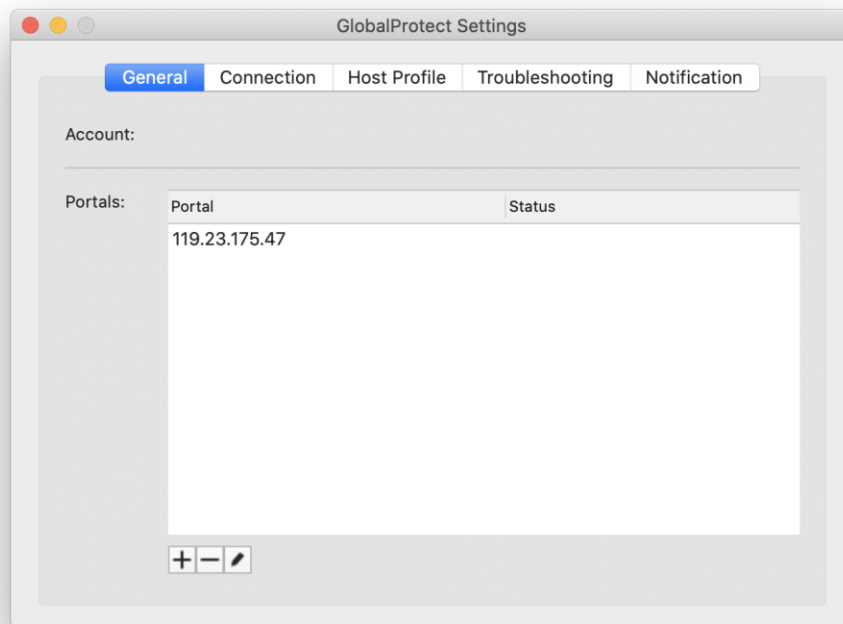 GlobalProtect Settings
General Connection Host Profile Troubleshooting Notification
Account:
Portals:
Portal Status
119.23.175.47